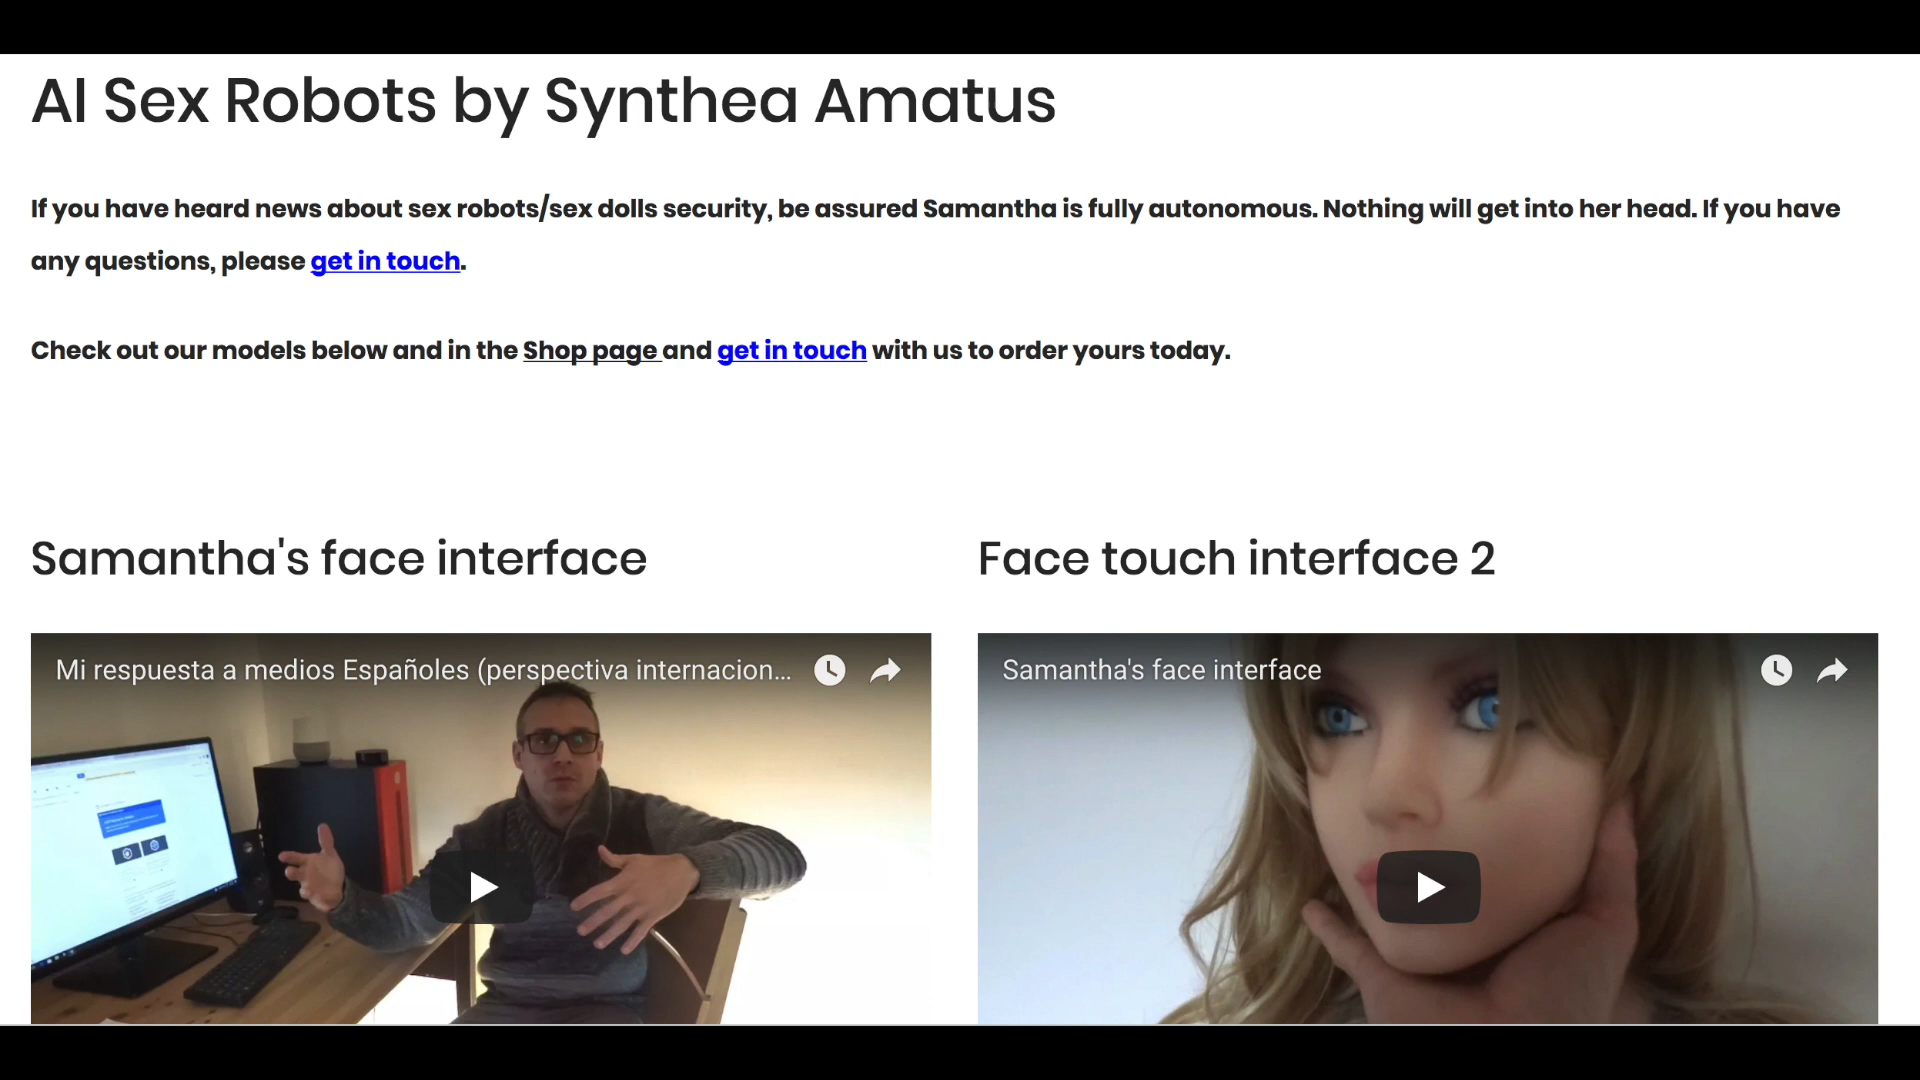 AI Sex Robots by Synthea Amatus
If you have heard news about sex robots/sex dolls security, be assured Samantha is fully autonomous. Nothing will get into her head. If you have
any questions, please get in touch.
Check out our models below and in the Shop page and get in touch with us to order yours today.
Samantha's face interface
Face touch interface 2
Mi respuesta a medios Españoles (perspectiva internacion...
Samantha's face interface